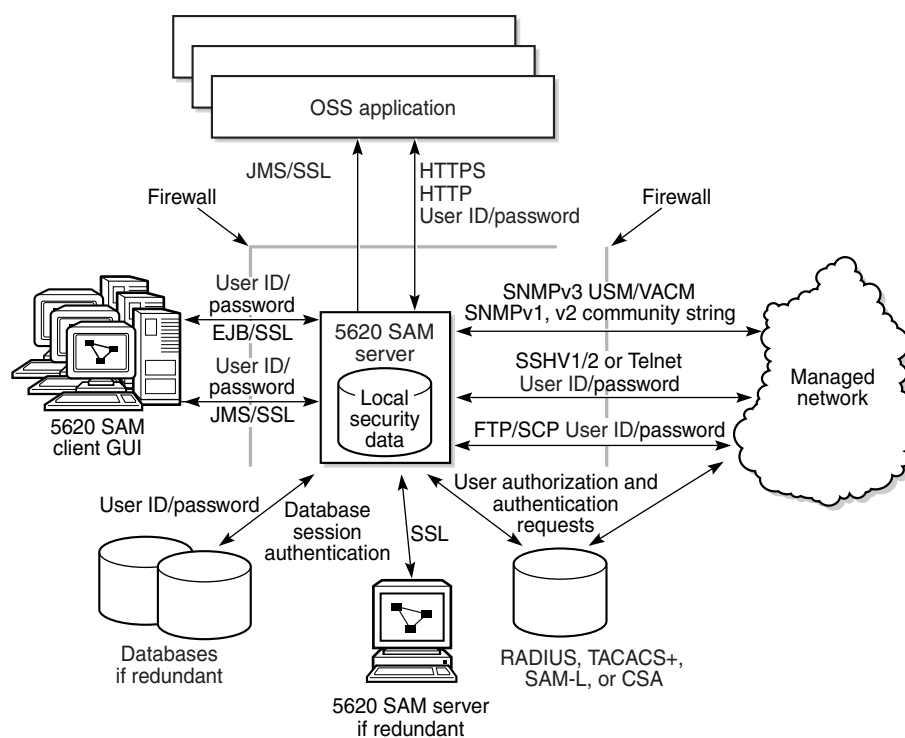 OSS application
JMS/SSL
HTTPS
HTTP
User ID/password
Firewall
Firewall
User ID/
password
EJB/SSL
User ID/
password
JMS/SSL
5620 SAM
client GUI
5620 SAM
server
Local
security
data
SNMPv3 USM/VACM
SNMPv1, v2 community string
SSHV1/2 or Telnet
User ID/password
FTP/SCP User ID/password
Managed
network
User ID/password
Database
session
authentication
SSL
User authorization and
authentication
requests
Databases
if redundant
5620 SAM server
if redundant
RADIUS, TACACS+,
SAM-L, or CSA